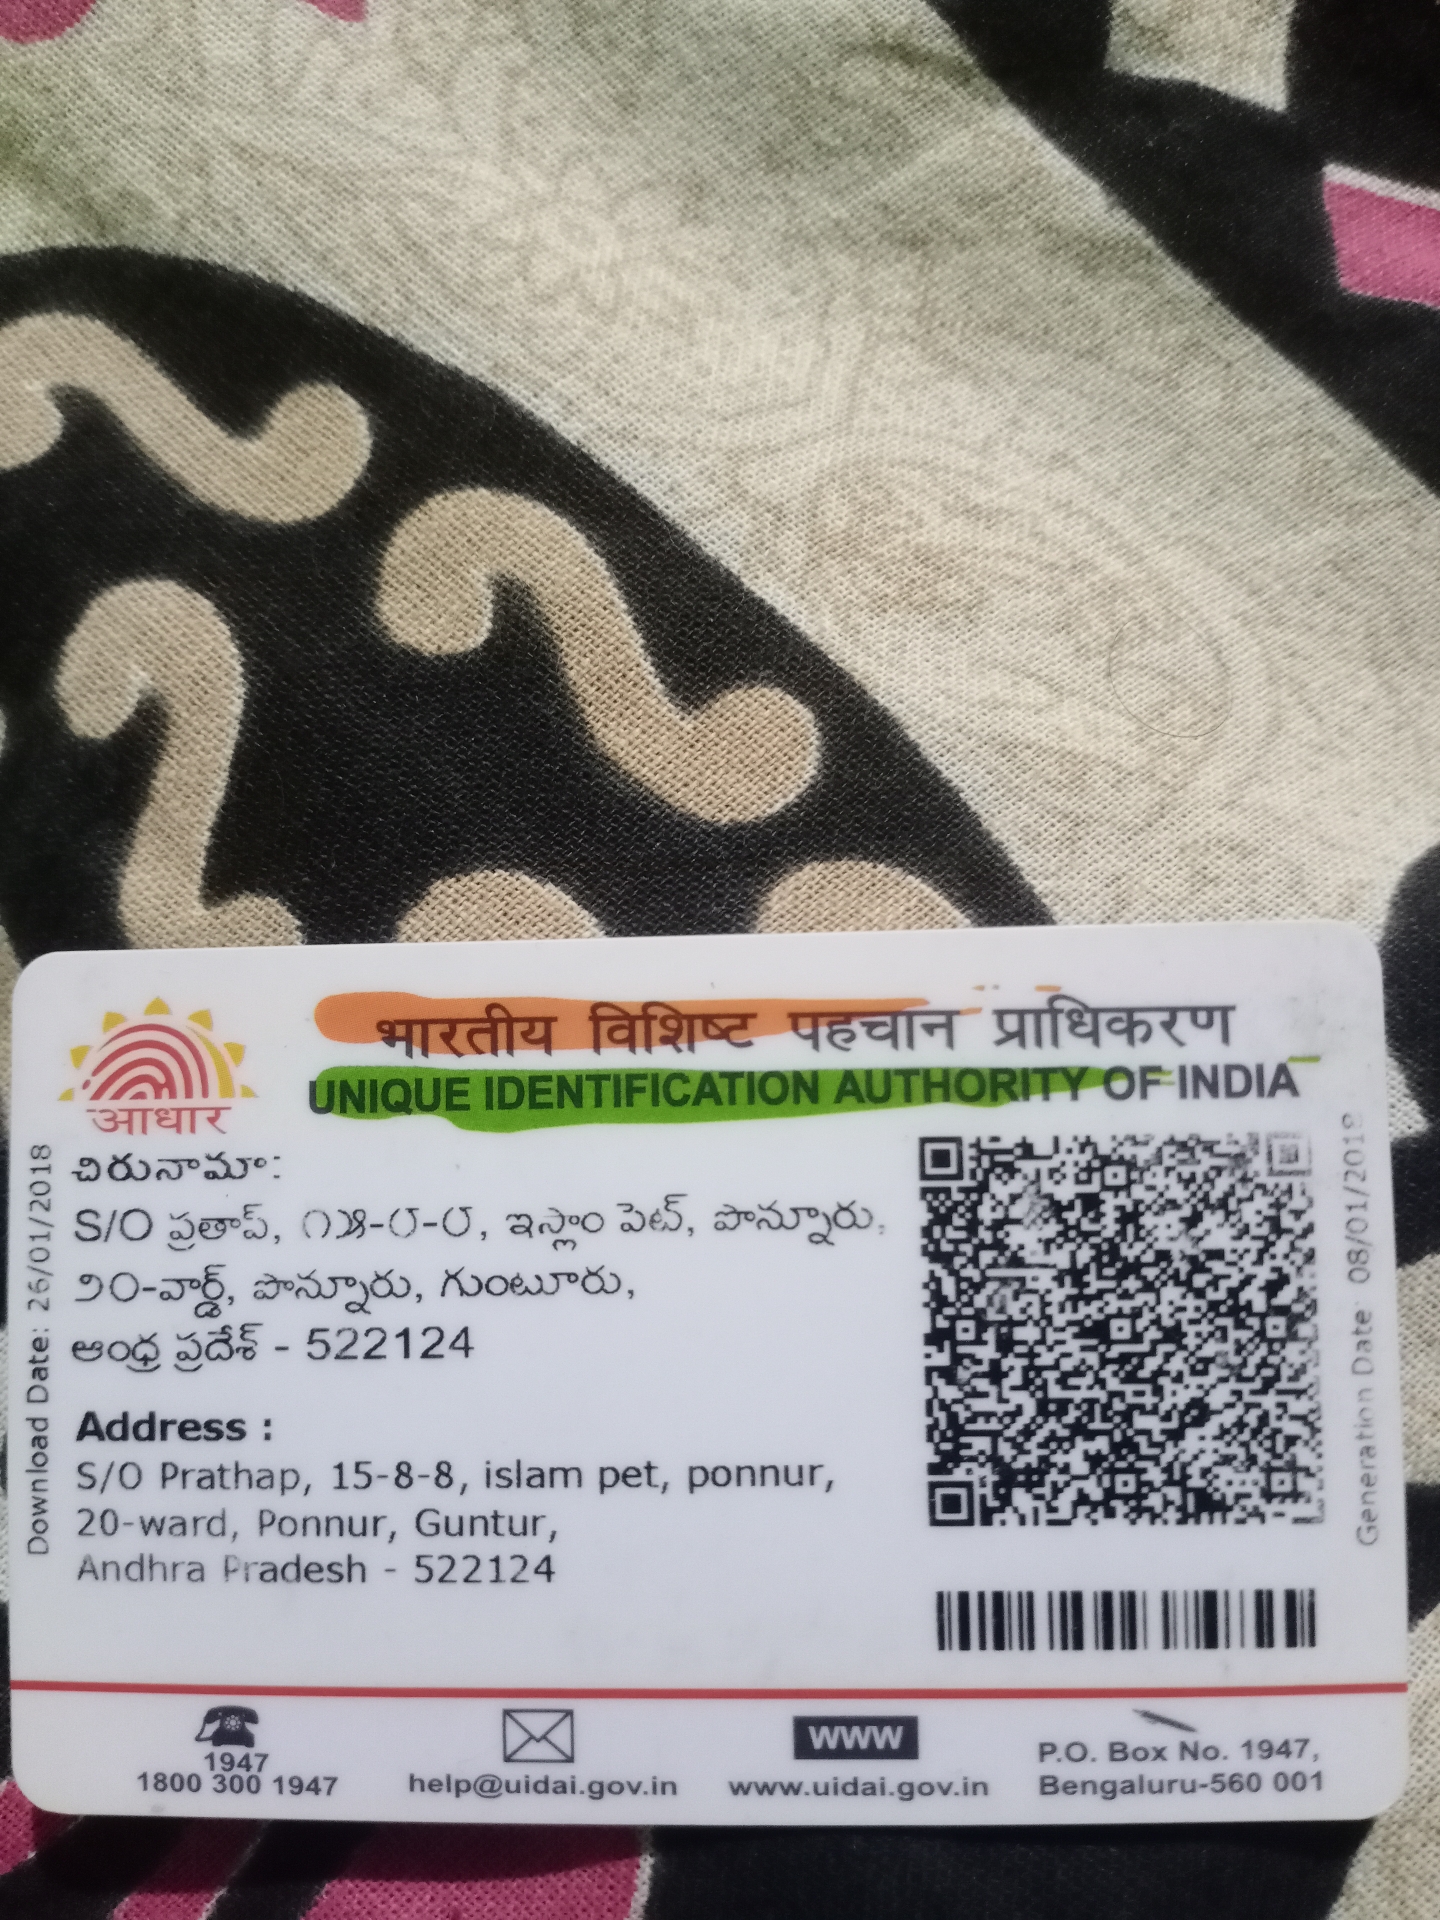 भारतीय विशिष्ट पहचान प्राधिकरण
UNIQUE IDENTIFICATION AUTHORITY OF INDIA
आधार
Download Date: 26/01/2018
చిరునామా:
S/O ప్రతాప్, ౧౫-౮-౮, ఇస్లాం పెట్, పొన్నూరు,
౨౦-వార్డ్, పొన్నూరు, గుంటూరు,
ఆంధ్ర ప్రదేశ్ - 522124
Address :
S/O Prathap, 15-8-8, islam pet, ponnur,
20-ward, Ponnur, Guntur,
Andhra Pradesh - 522124
Generation Date: 08/01/2018
1947
1800 300 1947
help@uidai.gov.in
www
www.uidai.gov.in
P.O. Box No. 1947,
Bengaluru-560 001